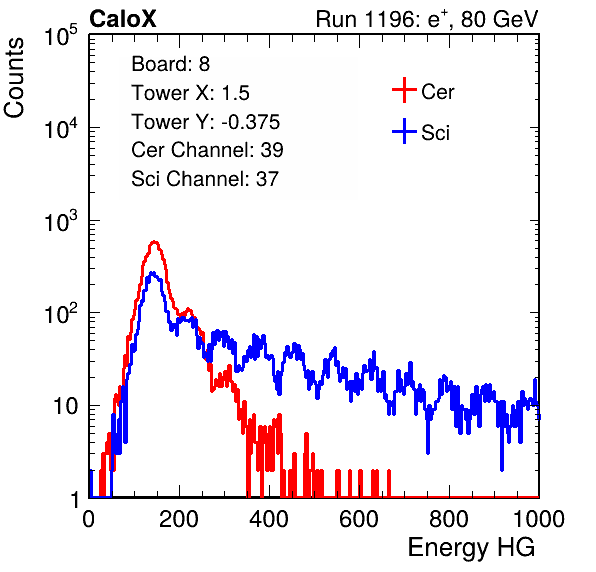 CaloX Run 1196: e⁺, 80 GeV
Board: 8
Tower X: 1.5
Tower Y: -0.375
Cer Channel: 39
Sci Channel: 37
Cer
Sci
Counts
10⁵
10⁴
10³
10²
10
1
0 200 400 600 800 1000
Energy HG